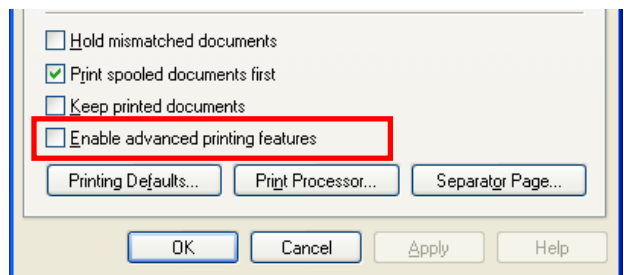 Hold mismatched documents
Print spooled documents first
Keep printed documents
Enable advanced printing features
Printing Defaults... Print Processor... Separator Page...
OK Cancel Apply Help